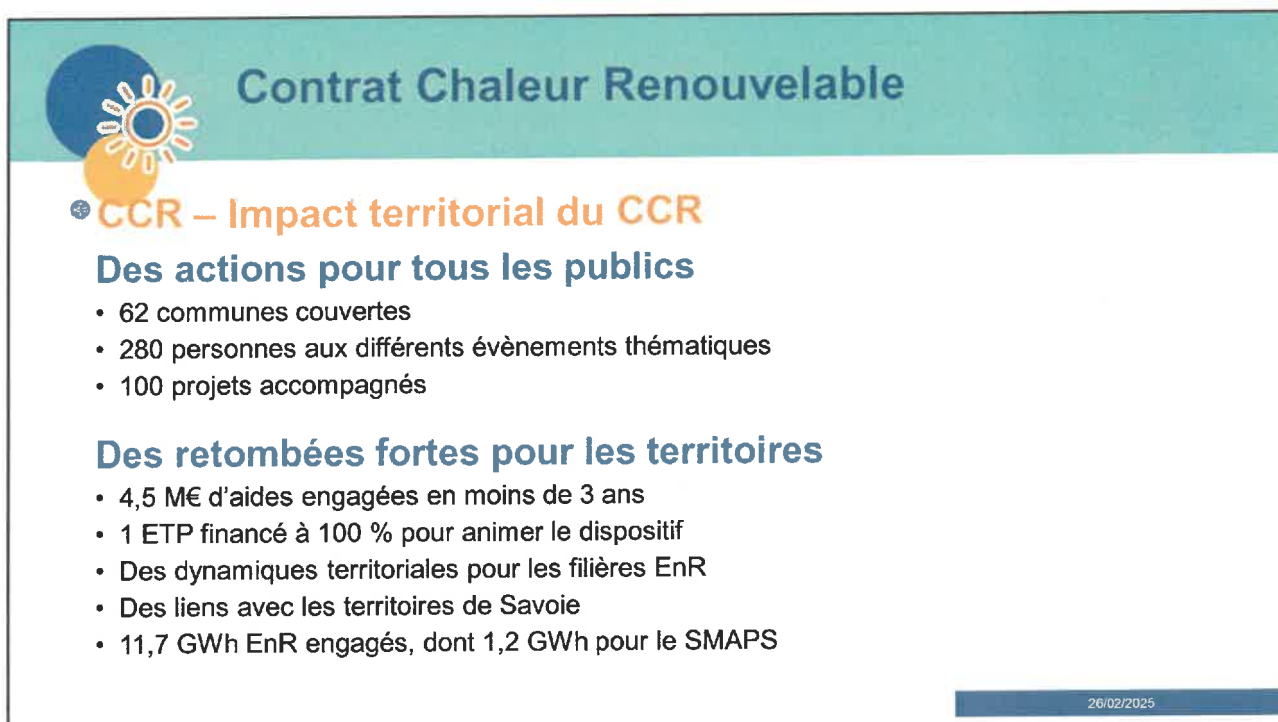 Contrat Chaleur Renouvelable
CCR – Impact territorial du CCR
Des actions pour tous les publics
• 62 communes couvertes
• 280 personnes aux différents évènements thématiques
• 100 projets accompagnés
Des retombées fortes pour les territoires
• 4,5 M€ d'aides engagées en moins de 3 ans
• 1 ETP financé à 100 % pour animer le dispositif
• Des dynamiques territoriales pour les filières EnR
• Des liens avec les territoires de Savoie
• 11,7 GWh EnR engagés, dont 1,2 GWh pour le SMAPS
26/02/2025